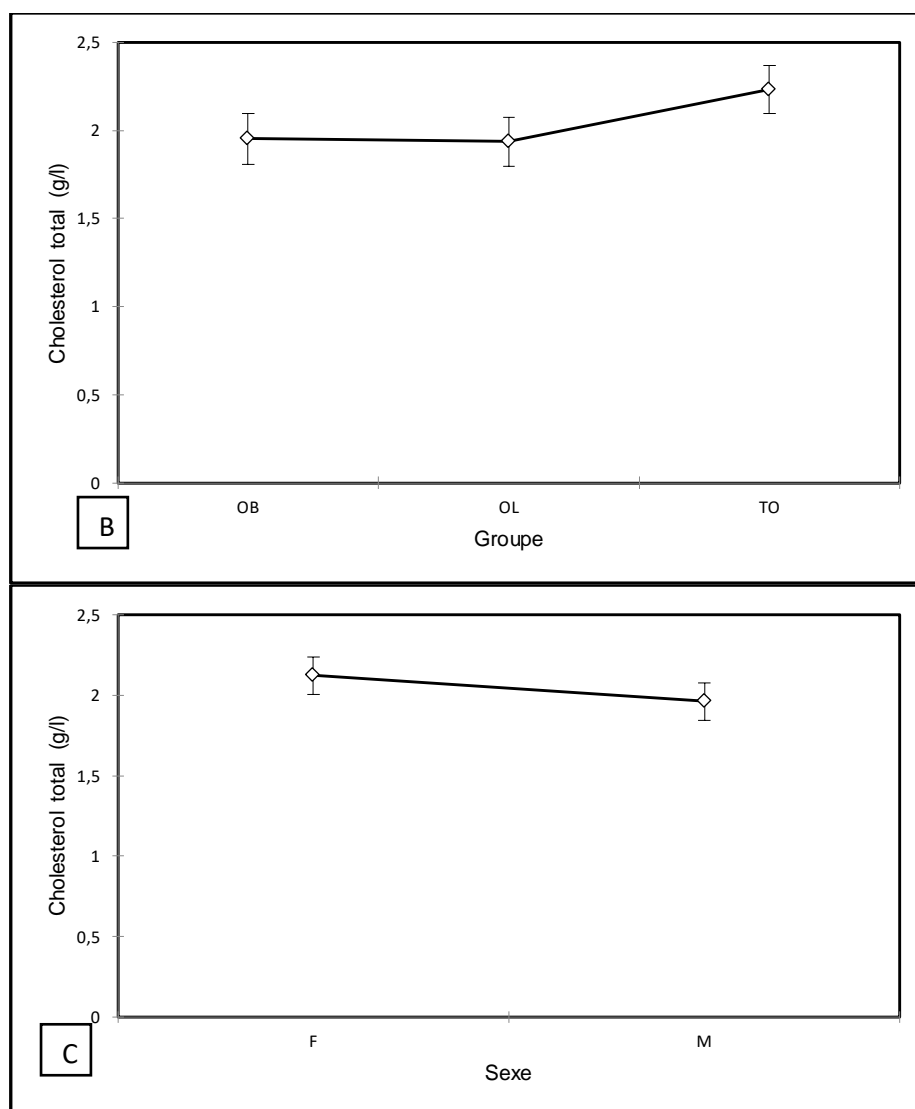 2,5
2
1,5
1
0,5
0
Cholesterol total (g/l)
OB OL TO
Groupe
B
2,5
2
1,5
1
0,5
0
Cholesterol total (g/l)
F M
Sexe
C